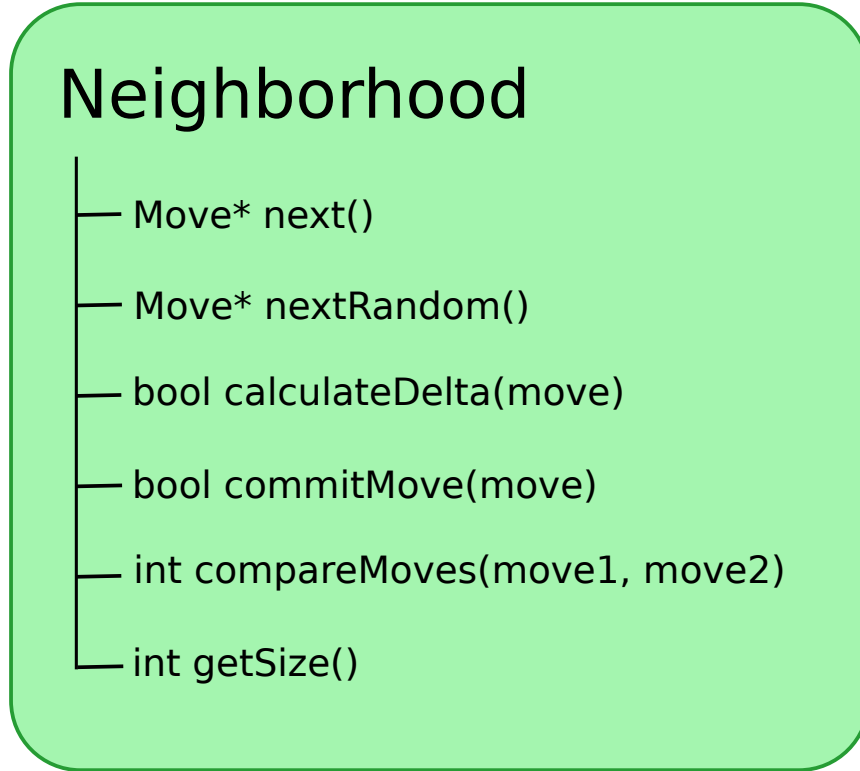 Neighborhood
Move* next()
Move* nextRandom()
bool calculateDelta(move)
bool commitMove(move)
int compareMoves(move1, move2)
int getSize()